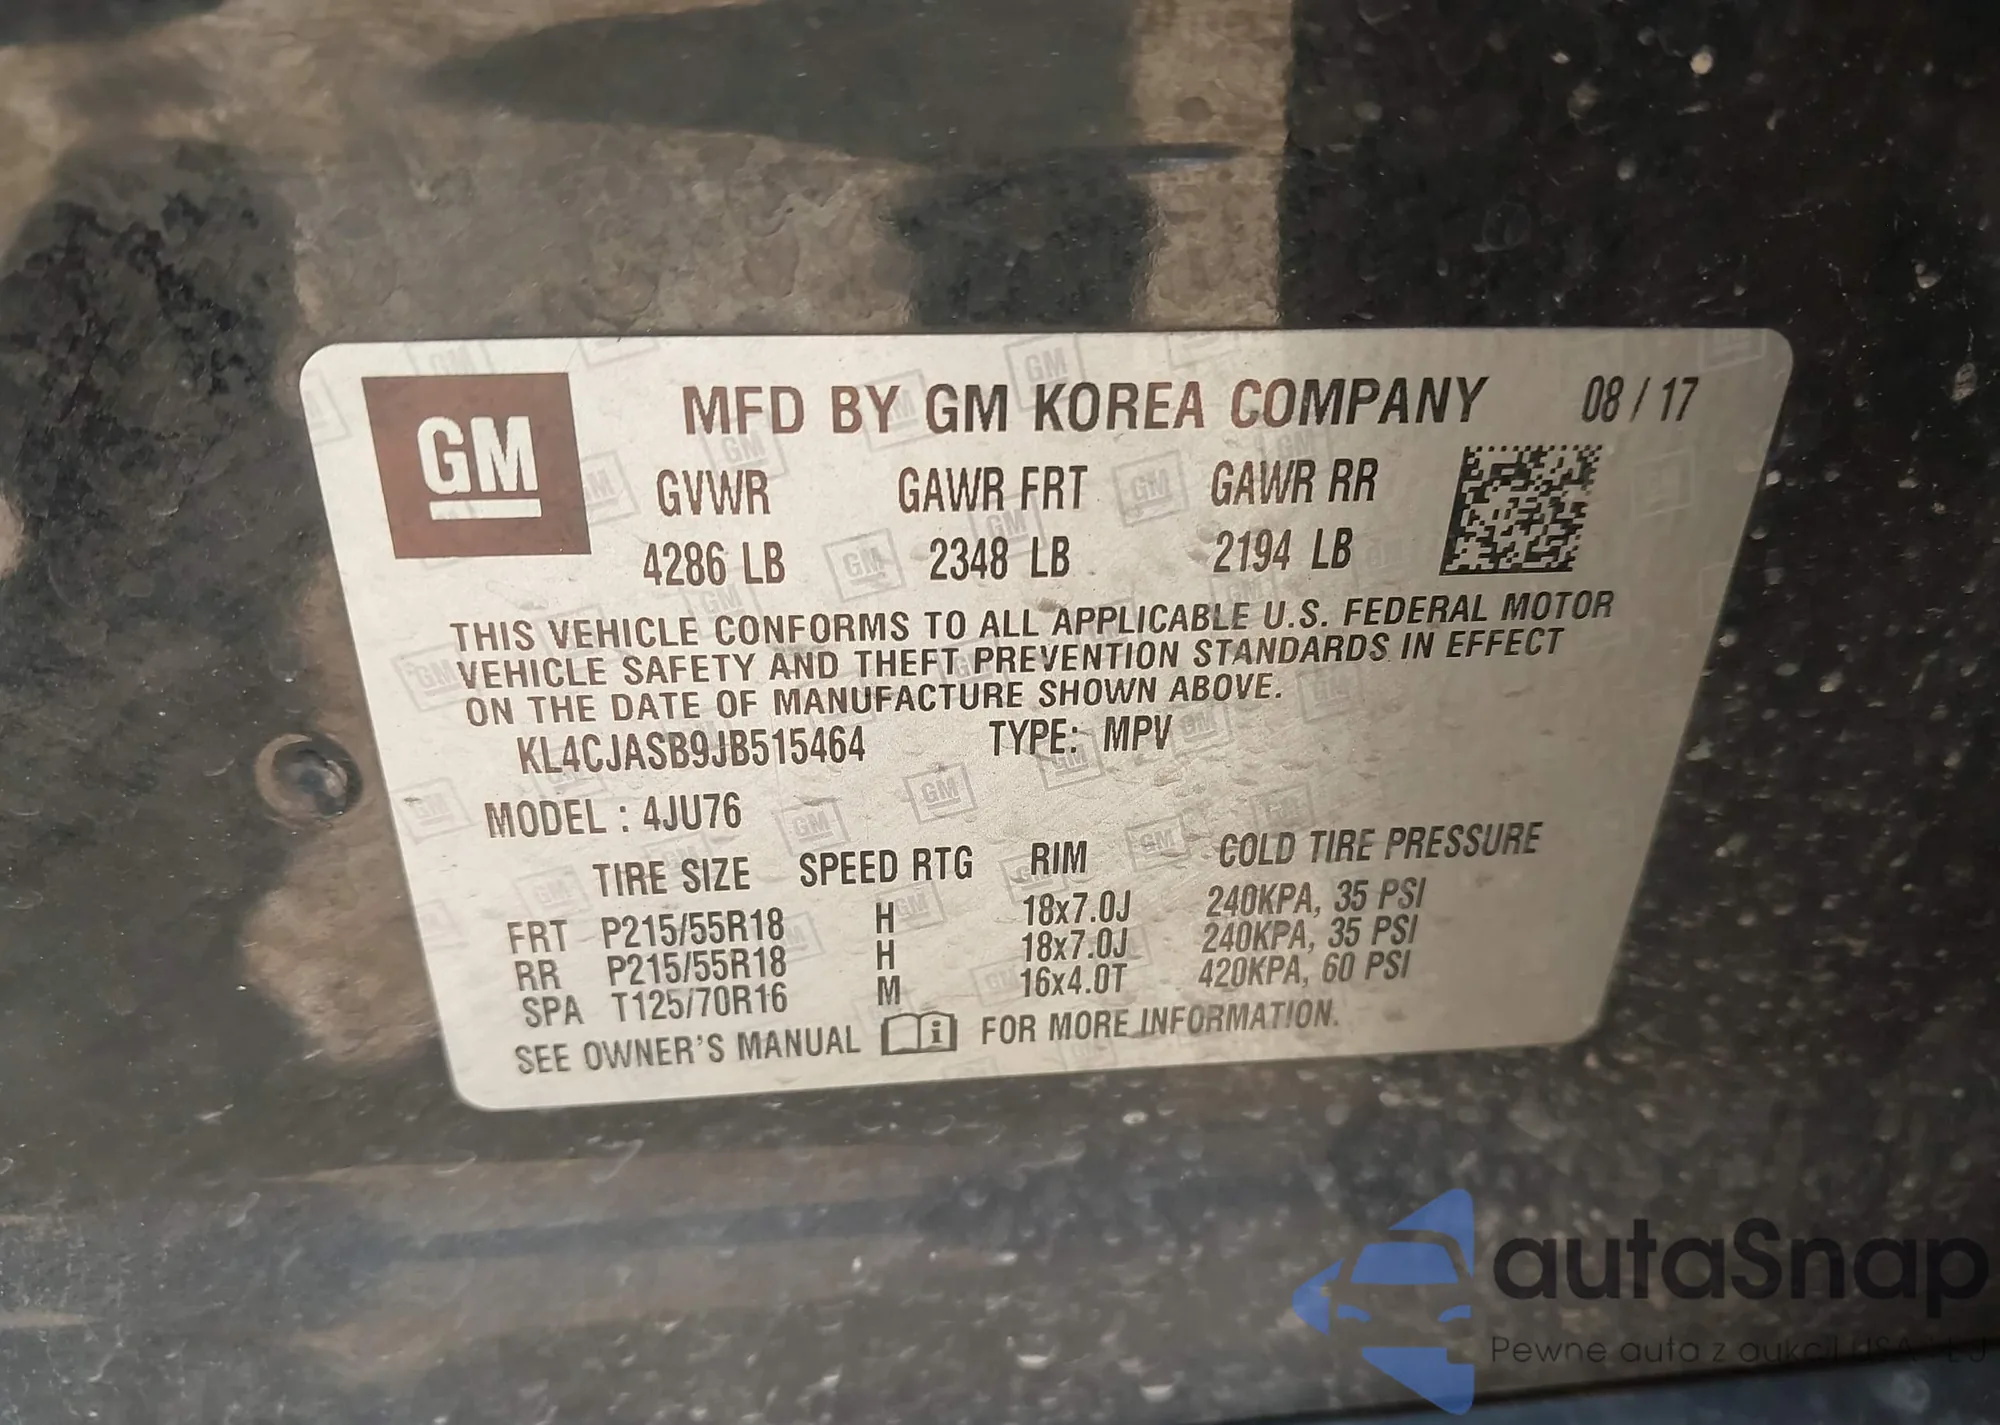 GM
MFD BY GM KOREA COMPANY 08 / 17
GVWR GAWR FRT GAWR RR
4286 LB 2348 LB 2194 LB
THIS VEHICLE CONFORMS TO ALL APPLICABLE U.S. FEDERAL MOTOR
VEHICLE SAFETY AND THEFT PREVENTION STANDARDS IN EFFECT
ON THE DATE OF MANUFACTURE SHOWN ABOVE.
KL4CJASB9JB515464 TYPE: MPV
MODEL : 4JU76
TIRE SIZE SPEED RTG RIM COLD TIRE PRESSURE
FRT P215/55R18 H 18x7.0J 240KPA, 35 PSI
RR P215/55R18 H 18x7.0J 240KPA, 35 PSI
SPA T125/70R16 M 16x4.0T 420KPA, 60 PSI
SEE OWNER'S MANUAL FOR MORE INFORMATION.
autaSnap
Pewne auta z aukcji USA